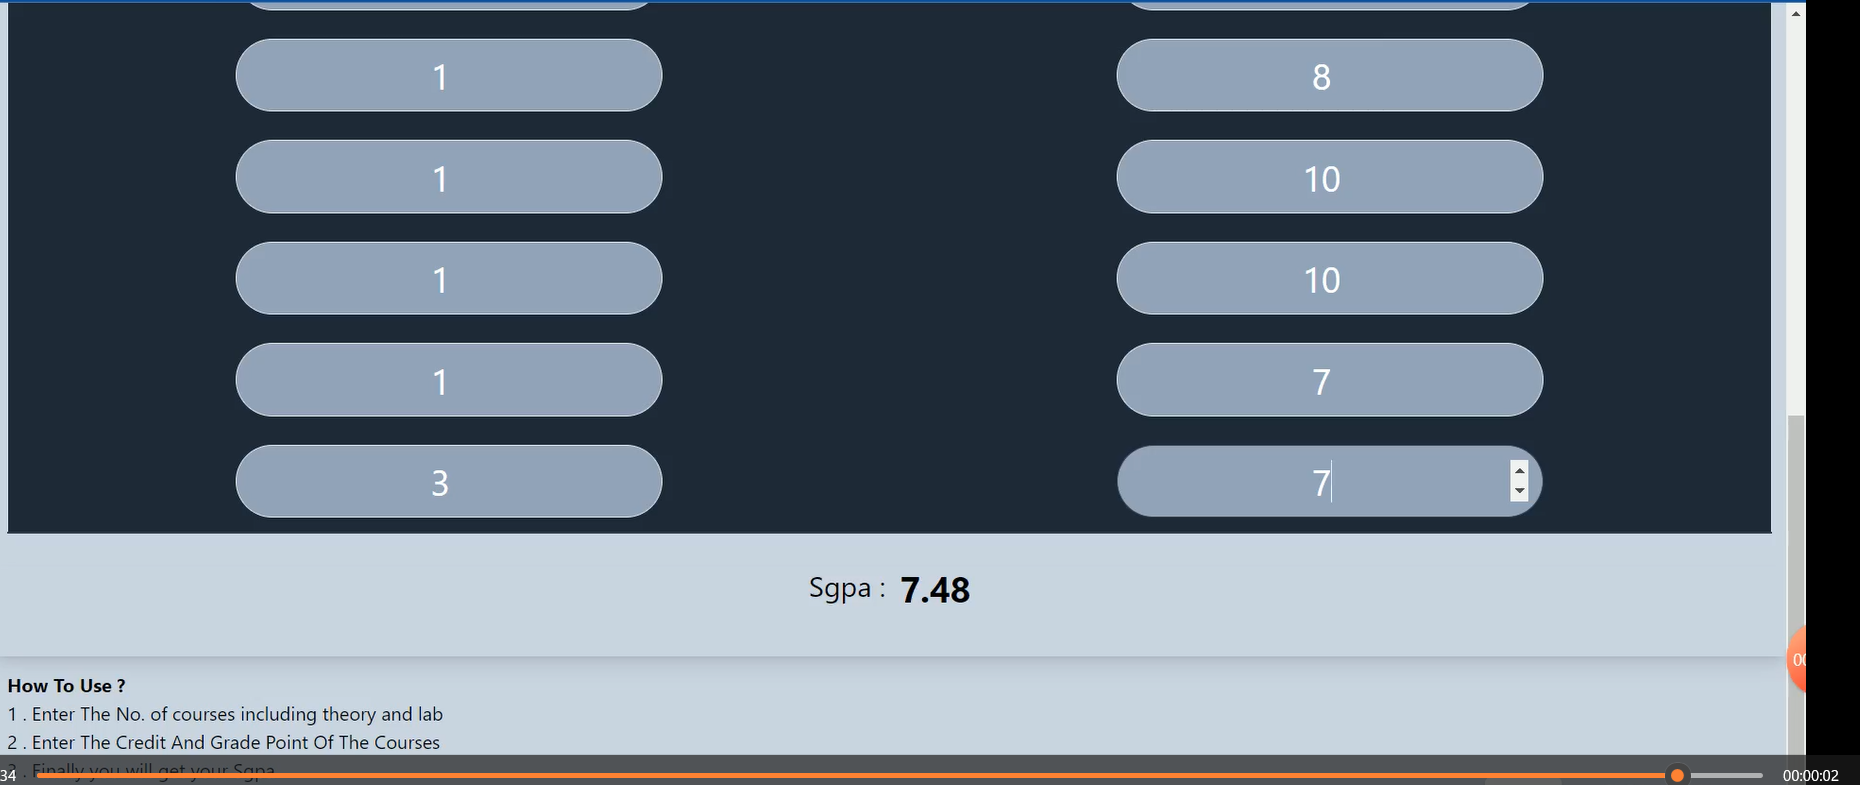 1 8
1 10
1 10
1 7
3 7
Sgpa : 7.48
How To Use ?
1 . Enter The No. of courses including theory and lab
2 . Enter The Credit And Grade Point Of The Courses
3 . Finally you will get your Sgpa
34 00:00:02
00